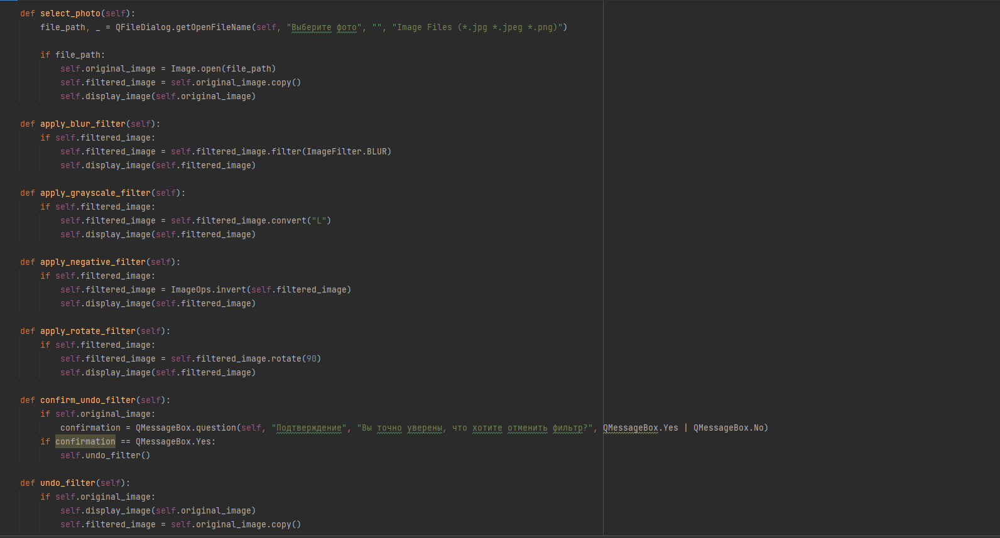 def select_photo(self):
    file_path, _ = QFileDialog.getOpenFileName(self, "Выберите фото", "", "Image Files (*.jpg *.jpeg *.png)")

    if file_path:
        self.original_image = Image.open(file_path)
        self.filtered_image = self.original_image.copy()
        self.display_image(self.original_image)

def apply_blur_filter(self):
    if self.filtered_image:
        self.filtered_image = self.filtered_image.filter(ImageFilter.BLUR)
        self.display_image(self.filtered_image)

def apply_grayscale_filter(self):
    if self.filtered_image:
        self.filtered_image = self.filtered_image.convert("L")
        self.display_image(self.filtered_image)

def apply_negative_filter(self):
    if self.filtered_image:
        self.filtered_image = ImageOps.invert(self.filtered_image)
        self.display_image(self.filtered_image)

def apply_rotate_filter(self):
    if self.filtered_image:
        self.filtered_image = self.filtered_image.rotate(90)
        self.display_image(self.filtered_image)

def confirm_undo_filter(self):
    if self.original_image:
        confirmation = QMessageBox.question(self, "Подтверждение", "Вы точно уверены, что хотите отменить фильтр?", QMessageBox.Yes | QMessageBox.No)
    if confirmation == QMessageBox.Yes:
        self.undo_filter()

def undo_filter(self):
    if self.original_image:
        self.display_image(self.original_image)
        self.filtered_image = self.original_image.copy()